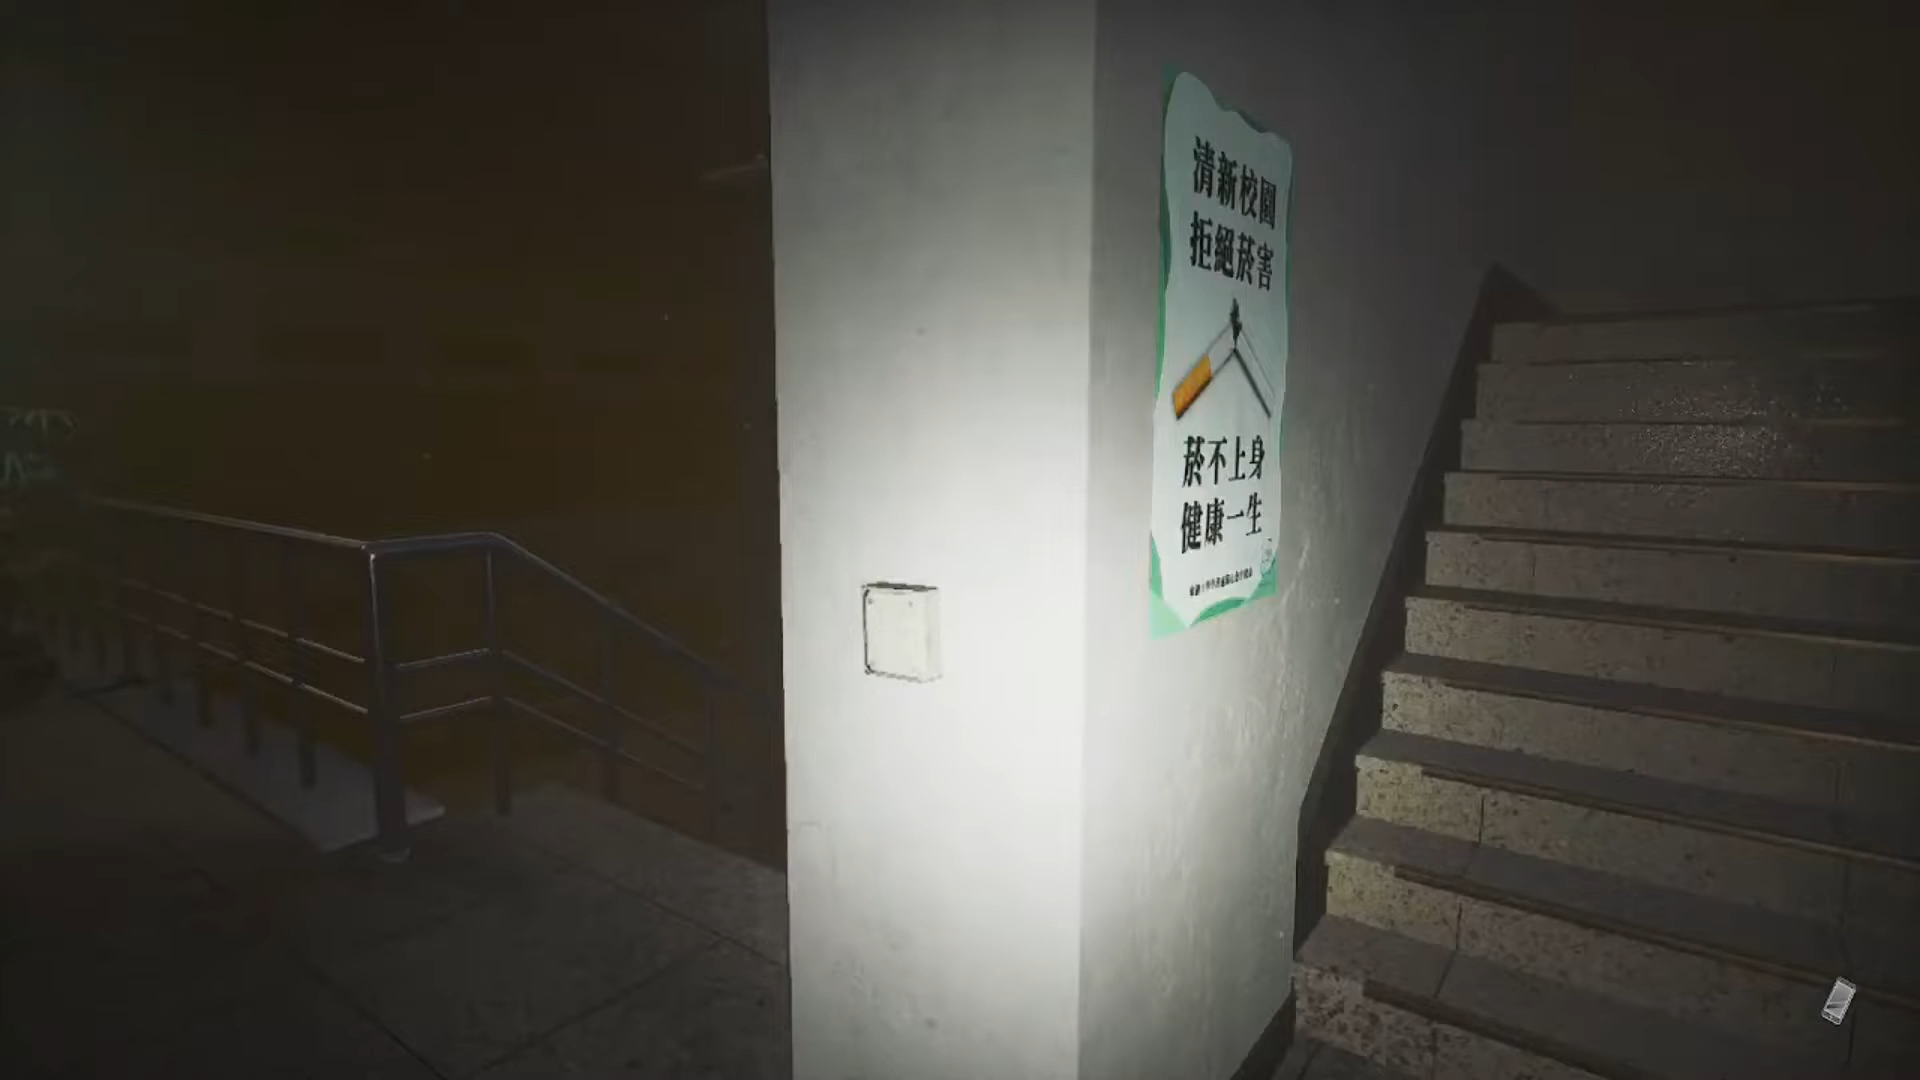 清新校園
拒絕菸害
菸不上身
健康一生